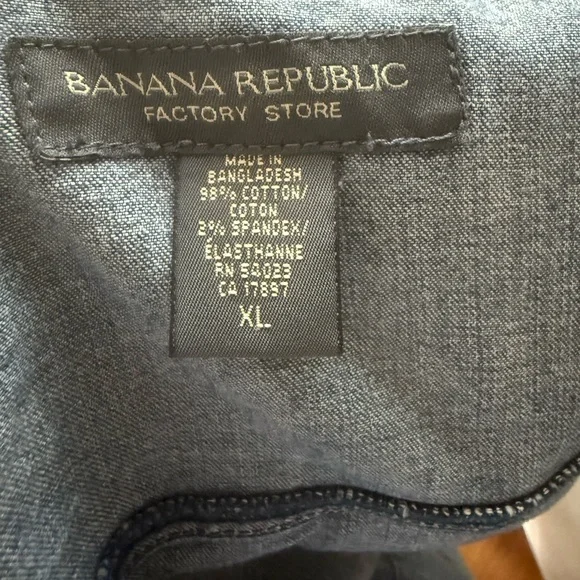 BANANA REPUBLIC
FACTORY STORE
MADE IN
BANGLADESH
98% COTTON/
COTON
2% SPANDEX/
ÉLASTHANNE
RN 54023
CA 17897
XL